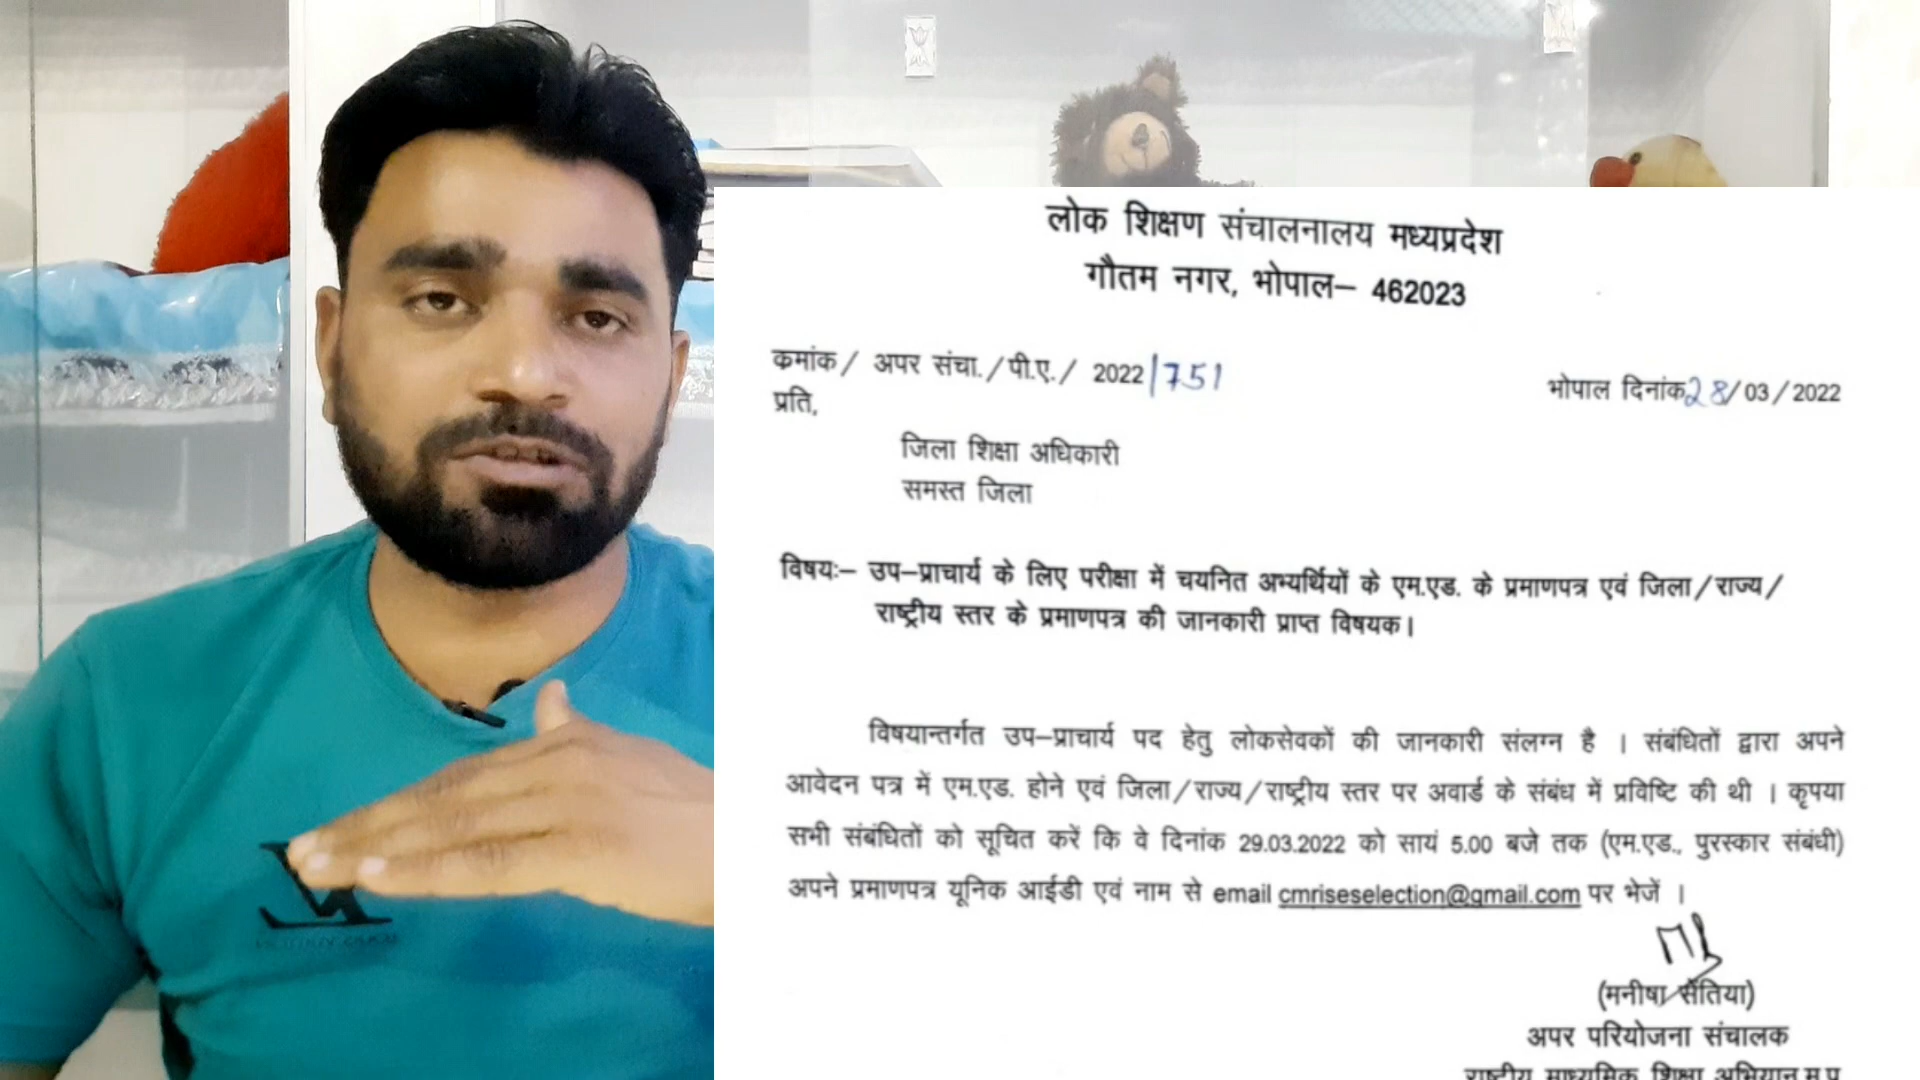 लोक शिक्षण संचालनालय मध्यप्रदेश
गौतम नगर, भोपाल– 462023
क्रमांक / अपर संचा. / पी.ए. / 2022/751
भोपाल दिनांक 28/03/2022
प्रति,
जिला शिक्षा अधिकारी
समस्त जिला
विषयः– उप–प्राचार्य के लिए परीक्षा में चयनित अभ्यर्थियों के एम.एड. के प्रमाणपत्र एवं जिला/राज्य/
राष्ट्रीय स्तर के प्रमाणपत्र की जानकारी प्राप्त विषयक।
विषयान्तर्गत उप–प्राचार्य पद हेतु लोकसेवकों की जानकारी संलग्न है । संबंधितों द्वारा अपने
आवेदन पत्र में एम.एड. होने एवं जिला/राज्य/राष्ट्रीय स्तर पर अवार्ड के संबंध में प्रविष्टि की थी । कृपया
सभी संबंधितों को सूचित करें कि वे दिनांक 29.03.2022 को सायं 5.00 बजे तक (एम.एड., पुरस्कार संबंधी)
अपने प्रमाणपत्र यूनिक आईडी एवं नाम से email cmriseselection@gmail.com पर भेजें ।
(मनीषा सेंतिया)
अपर परियोजना संचालक
राष्ट्रीय माध्यमिक शिक्षा अभियान म.प्र.